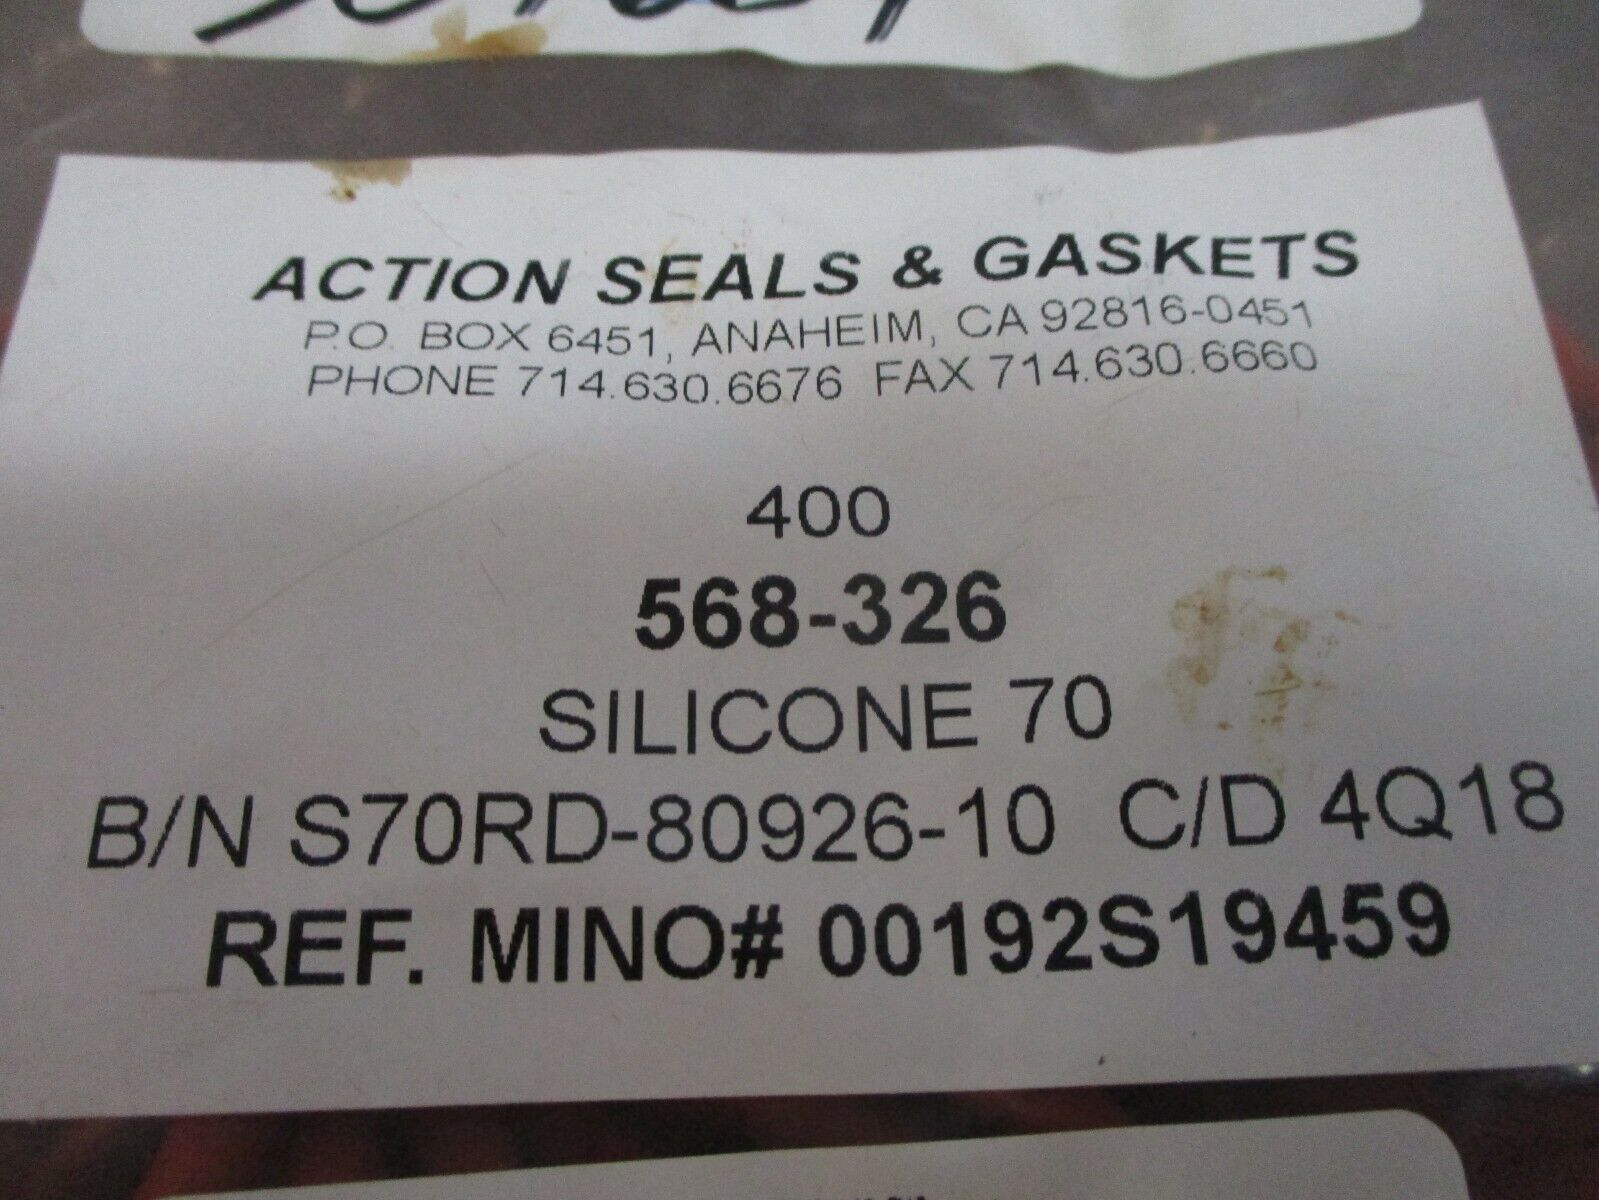 ACTION SEALS & GASKETS
P.O. BOX 6451, ANAHEIM, CA 92816-0451
PHONE 714.630.6676 FAX 714.630.6660
400
568-326
SILICONE 70
B/N S70RD-80926-10 C/D 4Q18
REF. MINO# 00192S19459